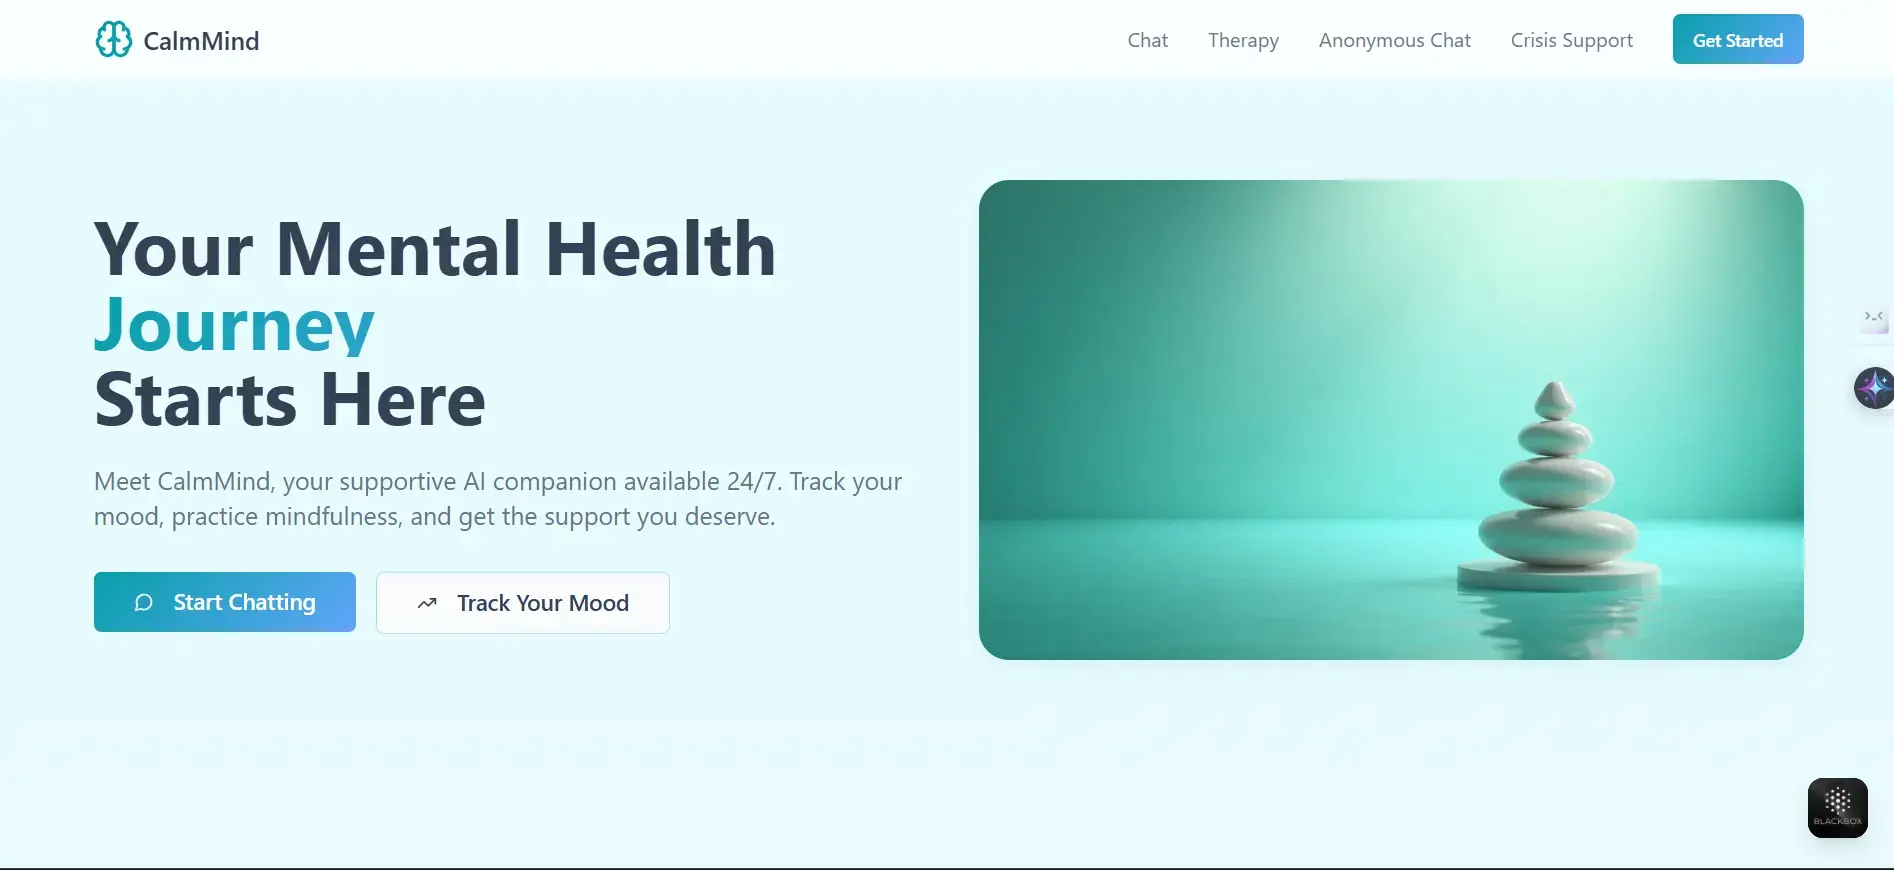 CalmMind
Chat
Therapy
Anonymous Chat
Crisis Support
Get Started
Your Mental Health
Journey
Starts Here
Meet CalmMind, your supportive AI companion available 24/7. Track your
mood, practice mindfulness, and get the support you deserve.
Start Chatting
Track Your Mood
BLACKBOX